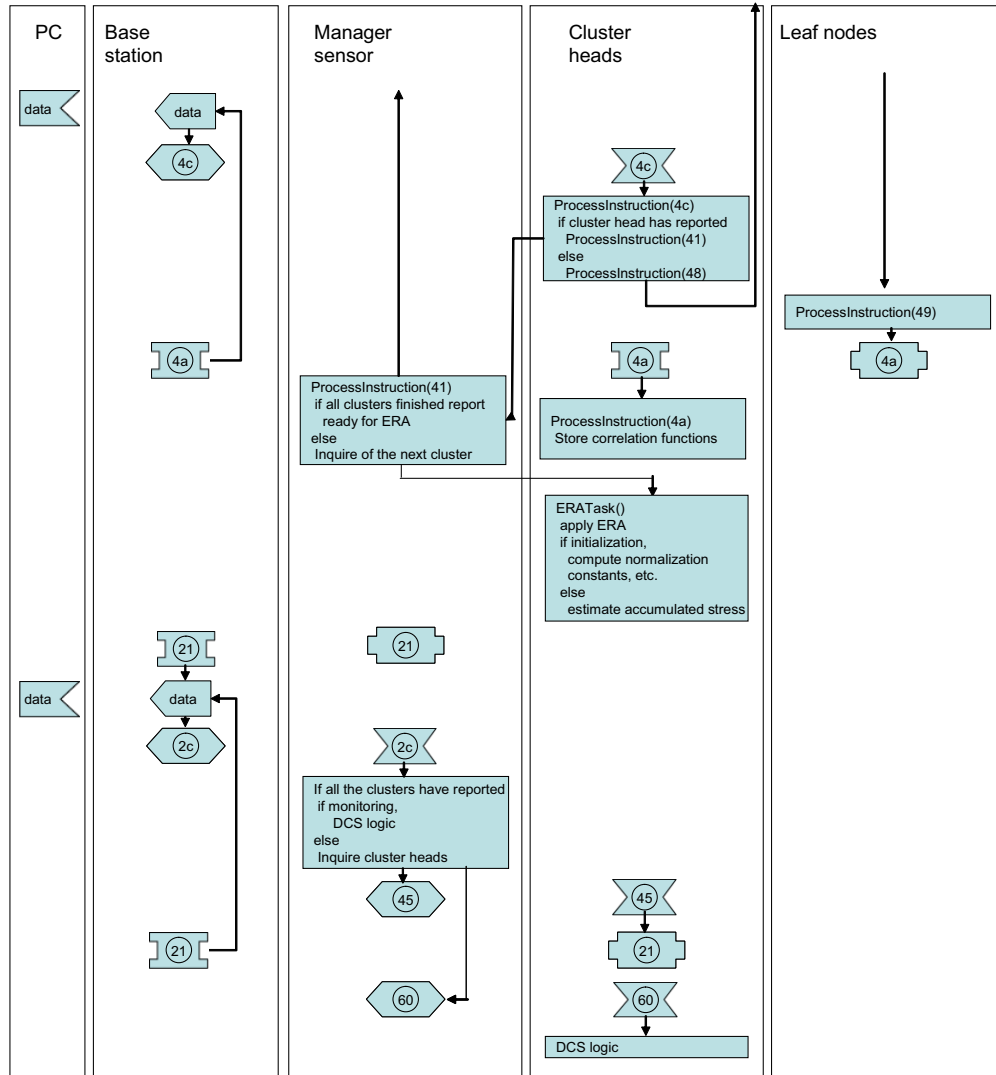 PC
Base
station
Manager
sensor
Cluster
heads
Leaf nodes
data
data
4c
4c
ProcessInstruction(4c)
if cluster head has reported
ProcessInstruction(41)
else
ProcessInstruction(48)
ProcessInstruction(49)
4a
4a
4a
ProcessInstruction(41)
if all clusters finished report
ready for ERA
else
Inquire of the next cluster
ProcessInstruction(4a)
Store correlation functions
ERATask()
apply ERA
if initialization,
compute normalization
constants, etc.
else
estimate accumulated stress
21
21
data
data
2c
2c
If all the clusters have reported
if monitoring,
DCS logic
else
Inquire cluster heads
45
45
21
21
60
60
DCS logic